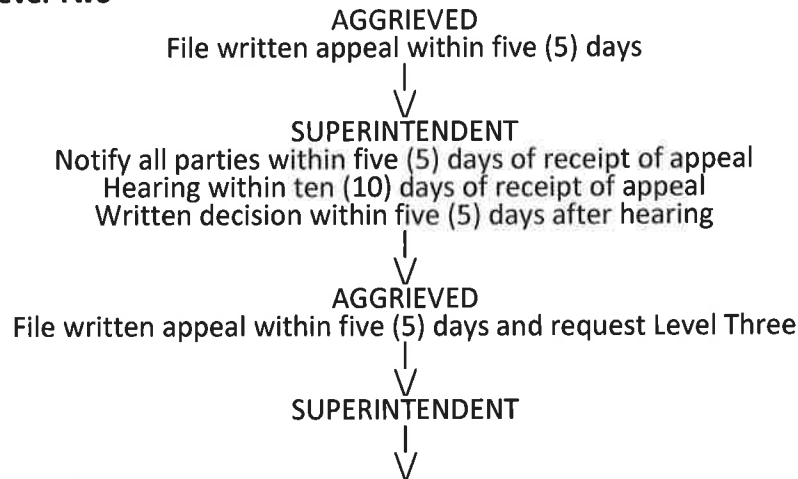 AGGRIEVED
File written appeal within five (5) days
SUPERINTENDENT
Notify all parties within five (5) days of receipt of appeal
Hearing within ten (10) days of receipt of appeal
Written decision within five (5) days after hearing
AGGRIEVED
File written appeal within five (5) days and request Level Three
SUPERINTENDENT